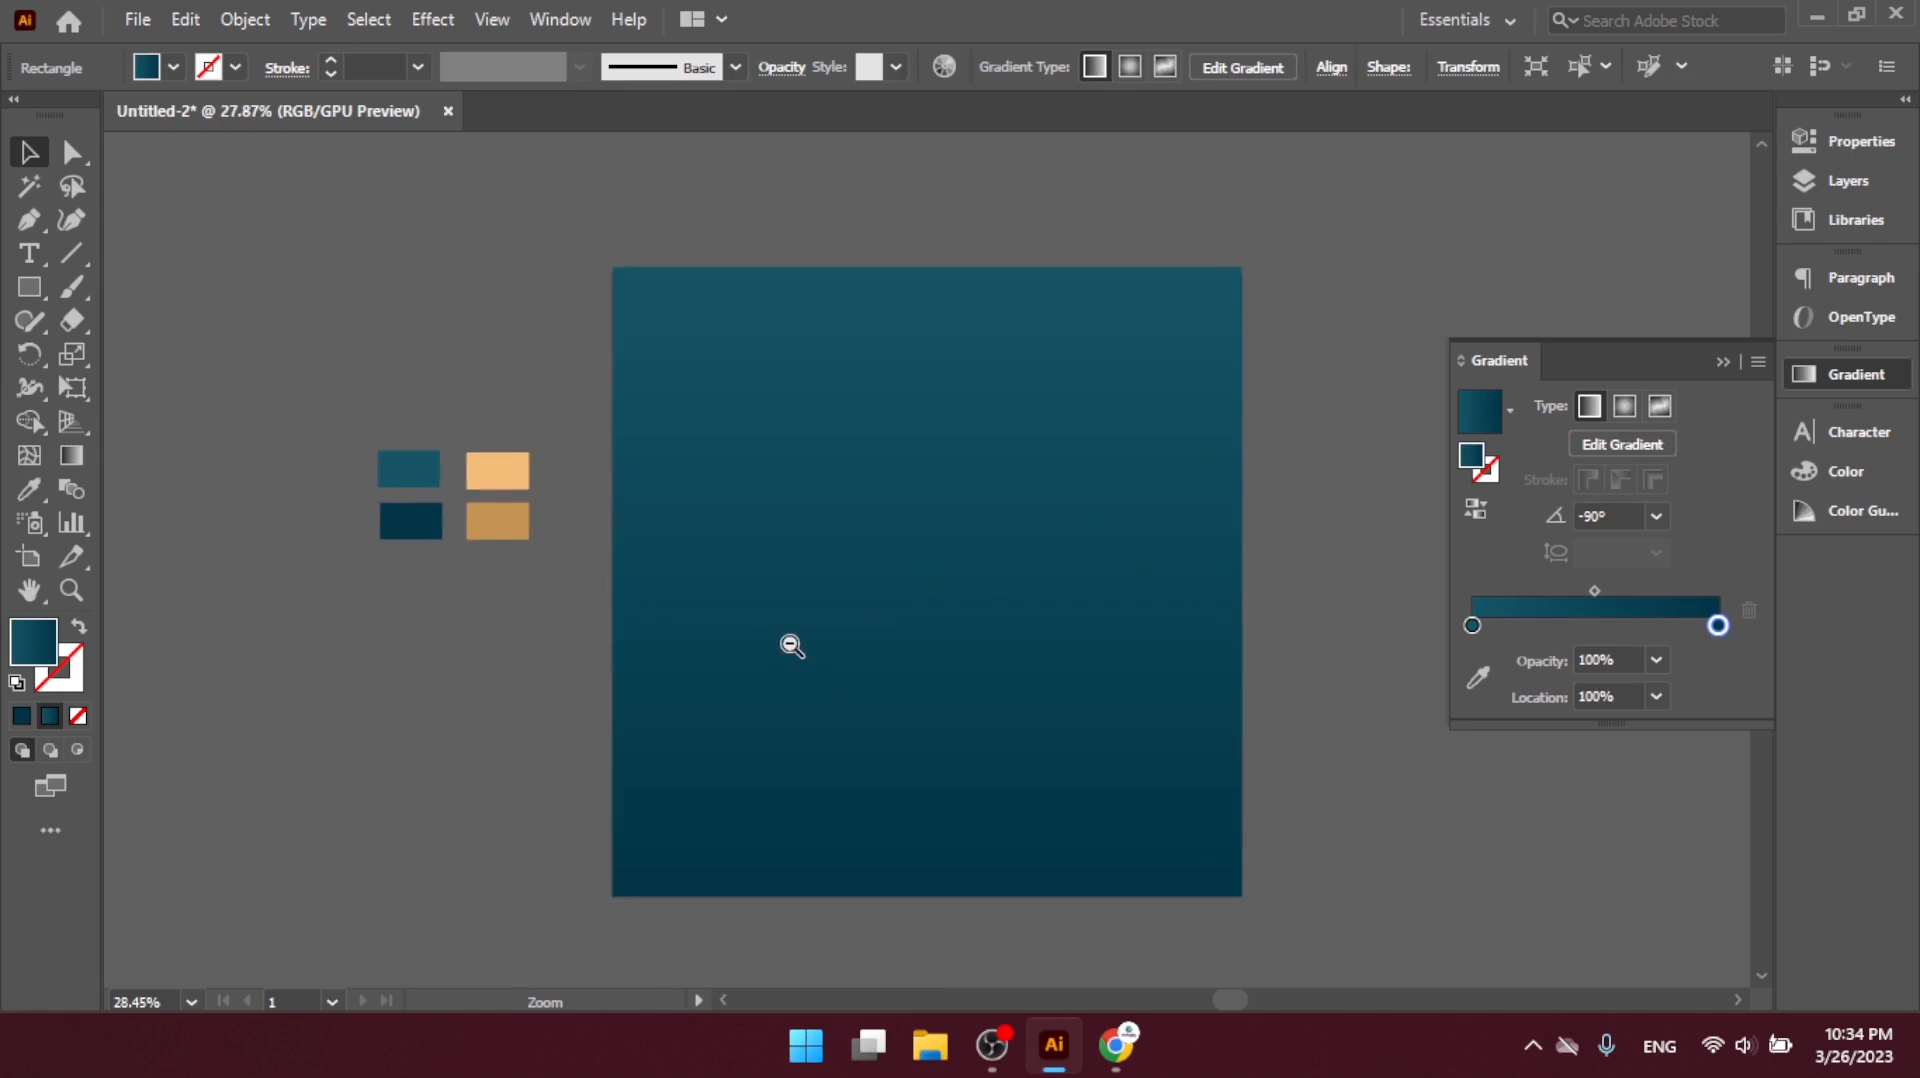 Ai File Edit Object Type Select Effect View Window Help Essentials Search Adobe Stock
Rectangle Stroke: Basic Opacity Style: Gradient Type: Edit Gradient Align Shape: Transform
Untitled-2* @ 27.87% (RGB/GPU Preview)
Properties
Layers
Libraries
Paragraph
OpenType
Gradient
Character
Color
Color Gu...
Gradient
Type:
Edit Gradient
Stroke:
-90°
Opacity: 100%
Location: 100%
28.45% 1 Zoom
Ai ENG 10:34 PM
3/26/2023